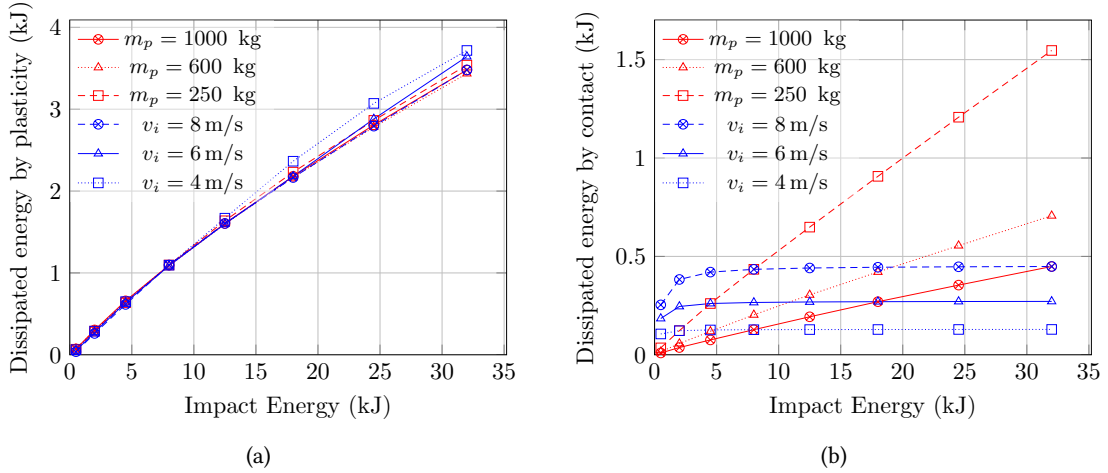 Dissipated energy by plasticity (kJ)
4
3
2
1
0
m_p = 1000 kg
m_p = 600 kg
m_p = 250 kg
v_i = 8 m/s
v_i = 6 m/s
v_i = 4 m/s
0 5 10 15 20 25 30 35
Impact Energy (kJ)
(a)
Dissipated energy by contact (kJ)
1.5
1
0.5
0
m_p = 1000 kg
m_p = 600 kg
m_p = 250 kg
v_i = 8 m/s
v_i = 6 m/s
v_i = 4 m/s
0 5 10 15 20 25 30 35
Impact Energy (kJ)
(b)